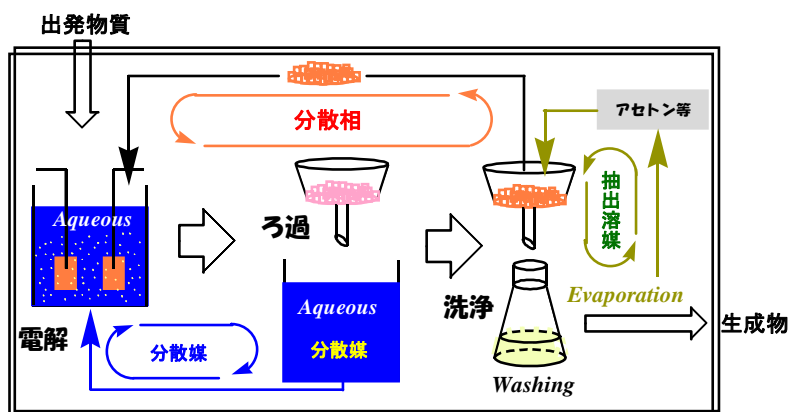 出発物質
分散相
アセトン等
Aqueous
ろ過
抽出溶媒
Evaporation
電解
分散媒
Aqueous
分散媒
洗浄
Washing
生成物